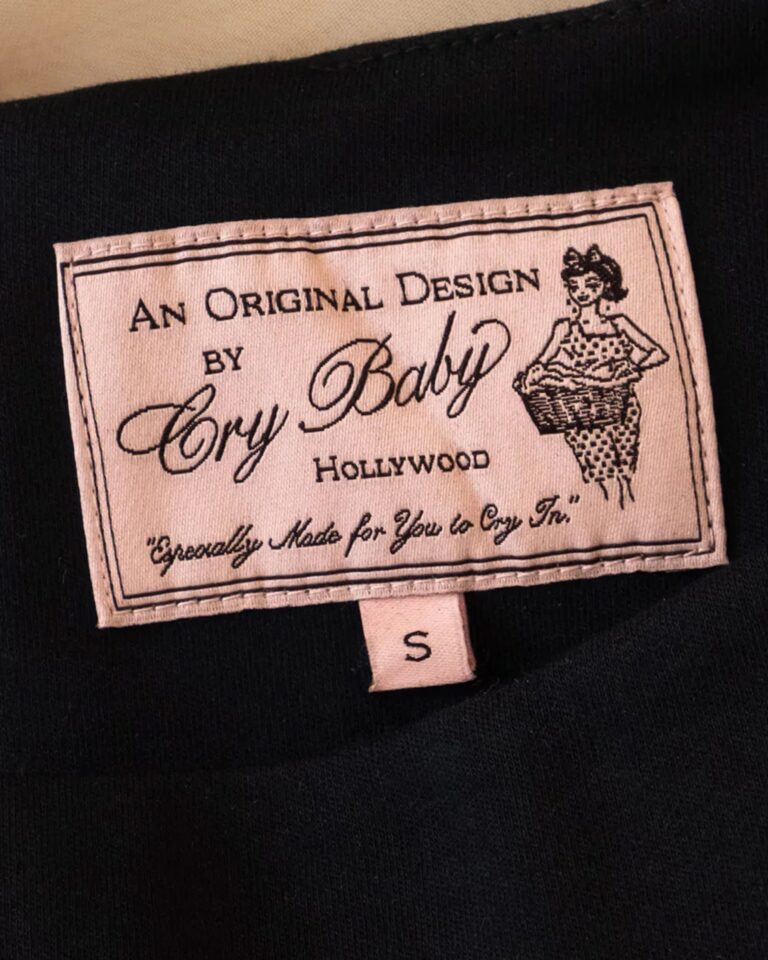 An Original Design
by
Cry Baby
Hollywood
"Especially Made for You to Cry In."
S